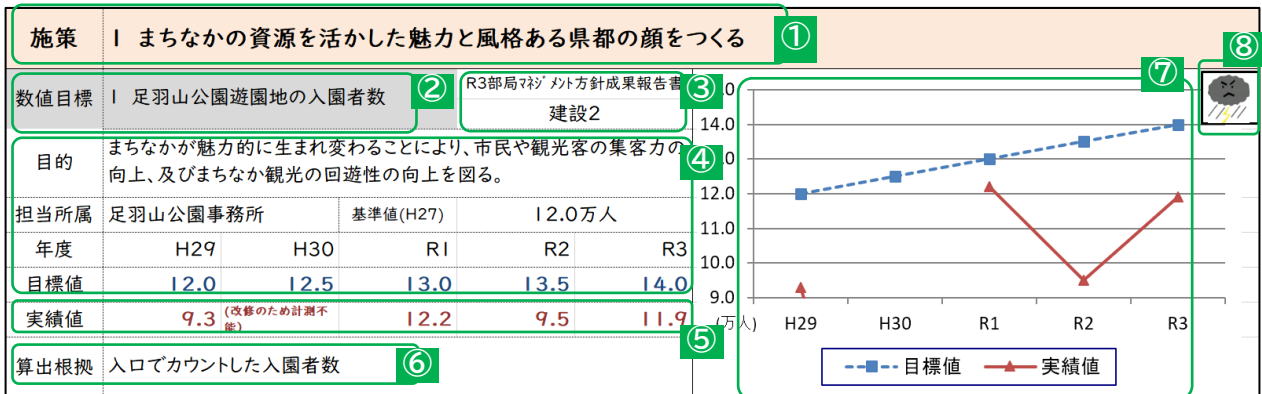 施策 1 まちなかの資源を活かした魅力と風格ある県都の顔をつくる ①
数値目標 1 足羽山公園遊園地の入園者数 ②
R3部局ﾏﾈｼﾞﾒﾝﾄ方針成果報告書 ③
建設2
目的 まちなかが魅力的に生まれ変わることにより、市民や観光客の集客力の ④
向上、及びまちなか観光の回遊性の向上を図る。
担当所属 足羽山公園事務所 基準値(H27) 12.0万人
年度 H29 H30 R1 R2 R3
目標値 12.0 12.5 13.0 13.5 14.0
実績値 9.3 (改修のため計測不
能) 12.2 9.5 11.9
⑤
算出根拠 入口でカウントした入園者数 ⑥
⑦
⑧
14.0
12.0
11.0
10.0
9.0
(万人) H29 H30 R1 R2 R3
目標値 実績値